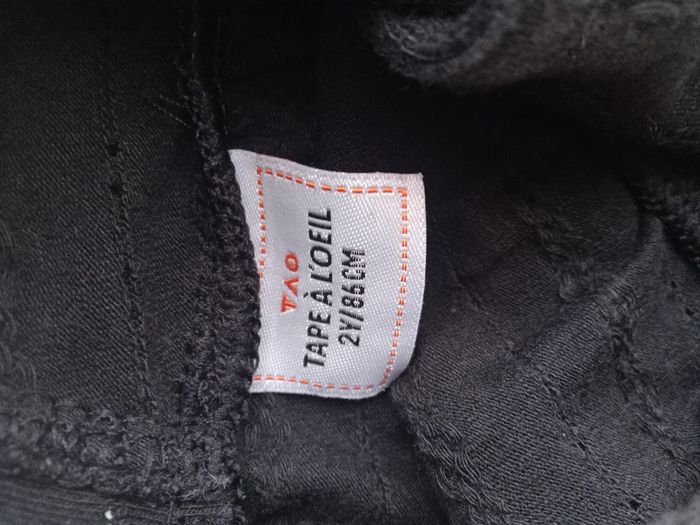 TAO
TAPE À L'OEIL
2Y/86CM